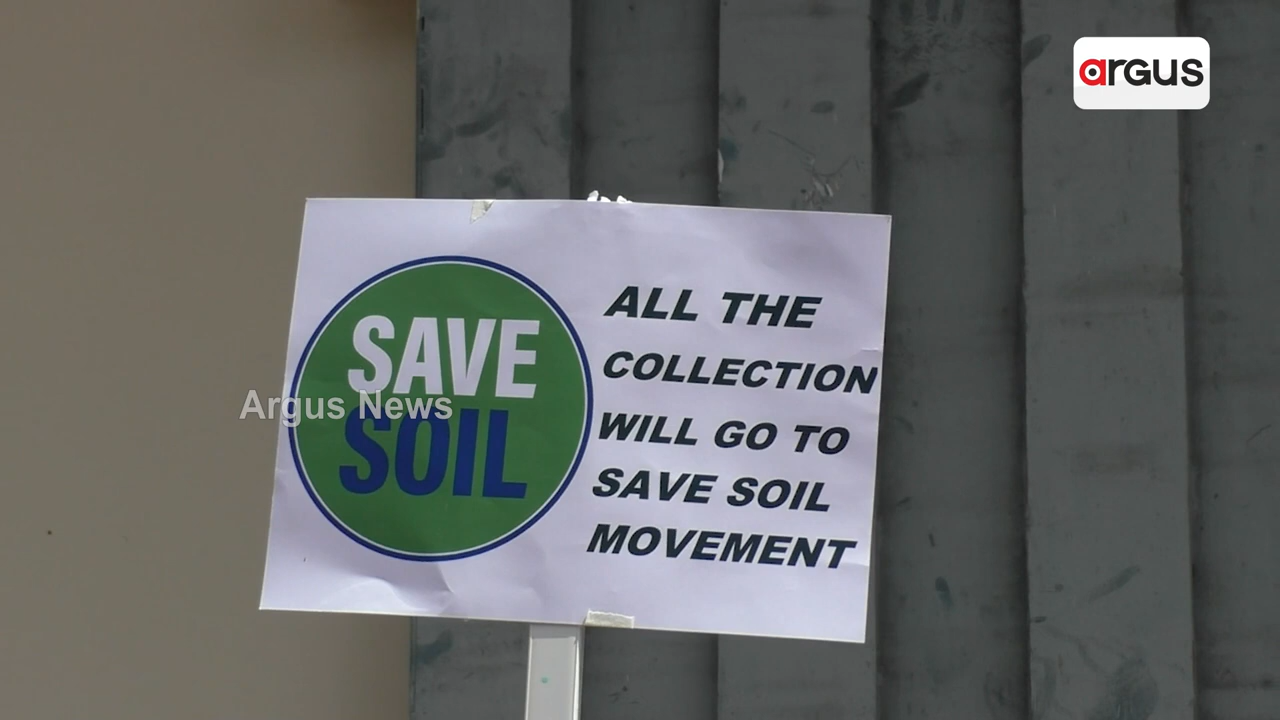 argus
SAVE
SOIL
Argus News
ALL THE
COLLECTION
WILL GO TO
SAVE SOIL
MOVEMENT